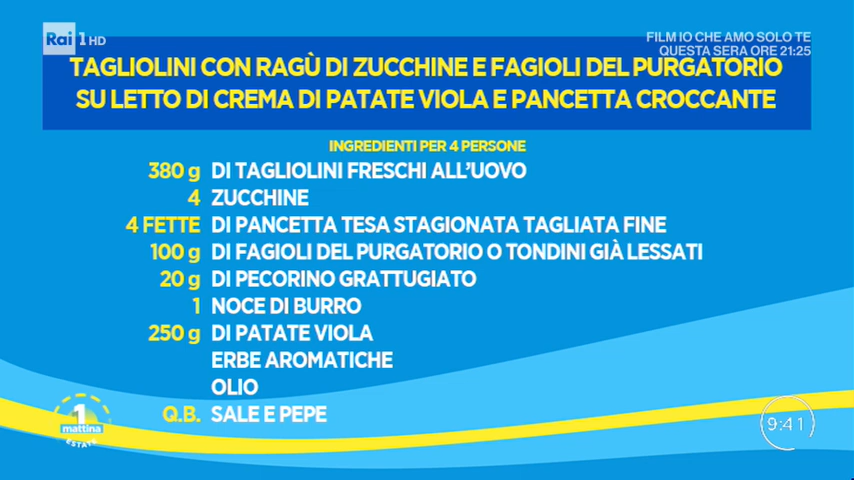 Rai 1 HD
FILM IO CHE AMO SOLO TE
QUESTA SERA ORE 21:25
TAGLIOLINI CON RAGÙ DI ZUCCHINE E FAGIOLI DEL PURGATORIO
SU LETTO DI CREMA DI PATATE VIOLA E PANCETTA CROCCANTE
INGREDIENTI PER 4 PERSONE
380 g DI TAGLIOLINI FRESCHI ALL'UOVO
4 ZUCCHINE
4 FETTE DI PANCETTA TESA STAGIONATA TAGLIATA FINE
100 g DI FAGIOLI DEL PURGATORIO O TONDINI GIÀ LESSATI
20 g DI PECORINO GRATTUGIATO
1 NOCE DI BURRO
250 g DI PATATE VIOLA
ERBE AROMATICHE
OLIO
Q.B. SALE E PEPE
1
mattina
ESTATE
9:41